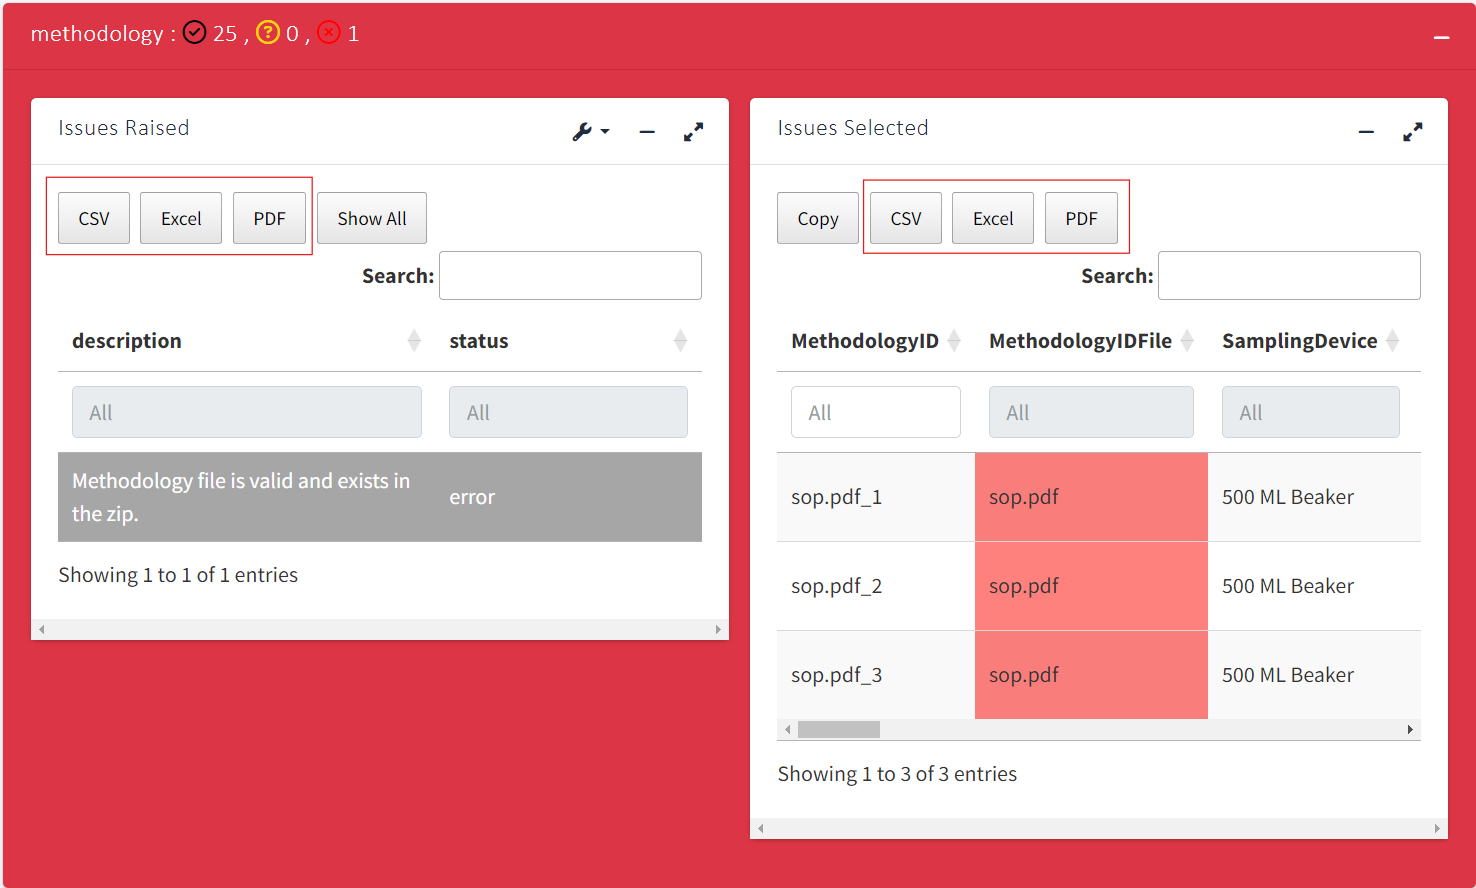 methodology : 25 , ? 0 , 1
Issues Raised
CSV Excel PDF Show All
Search:
description status
All All
Methodology file is valid and exists in
the zip.
error
Showing 1 to 1 of 1 entries
Issues Selected
Copy CSV Excel PDF
Search:
MethodologyID MethodologyIDFile SamplingDevice
All All All
sop.pdf_1 sop.pdf 500 ML Beaker
sop.pdf_2 sop.pdf 500 ML Beaker
sop.pdf_3 sop.pdf 500 ML Beaker
Showing 1 to 3 of 3 entries